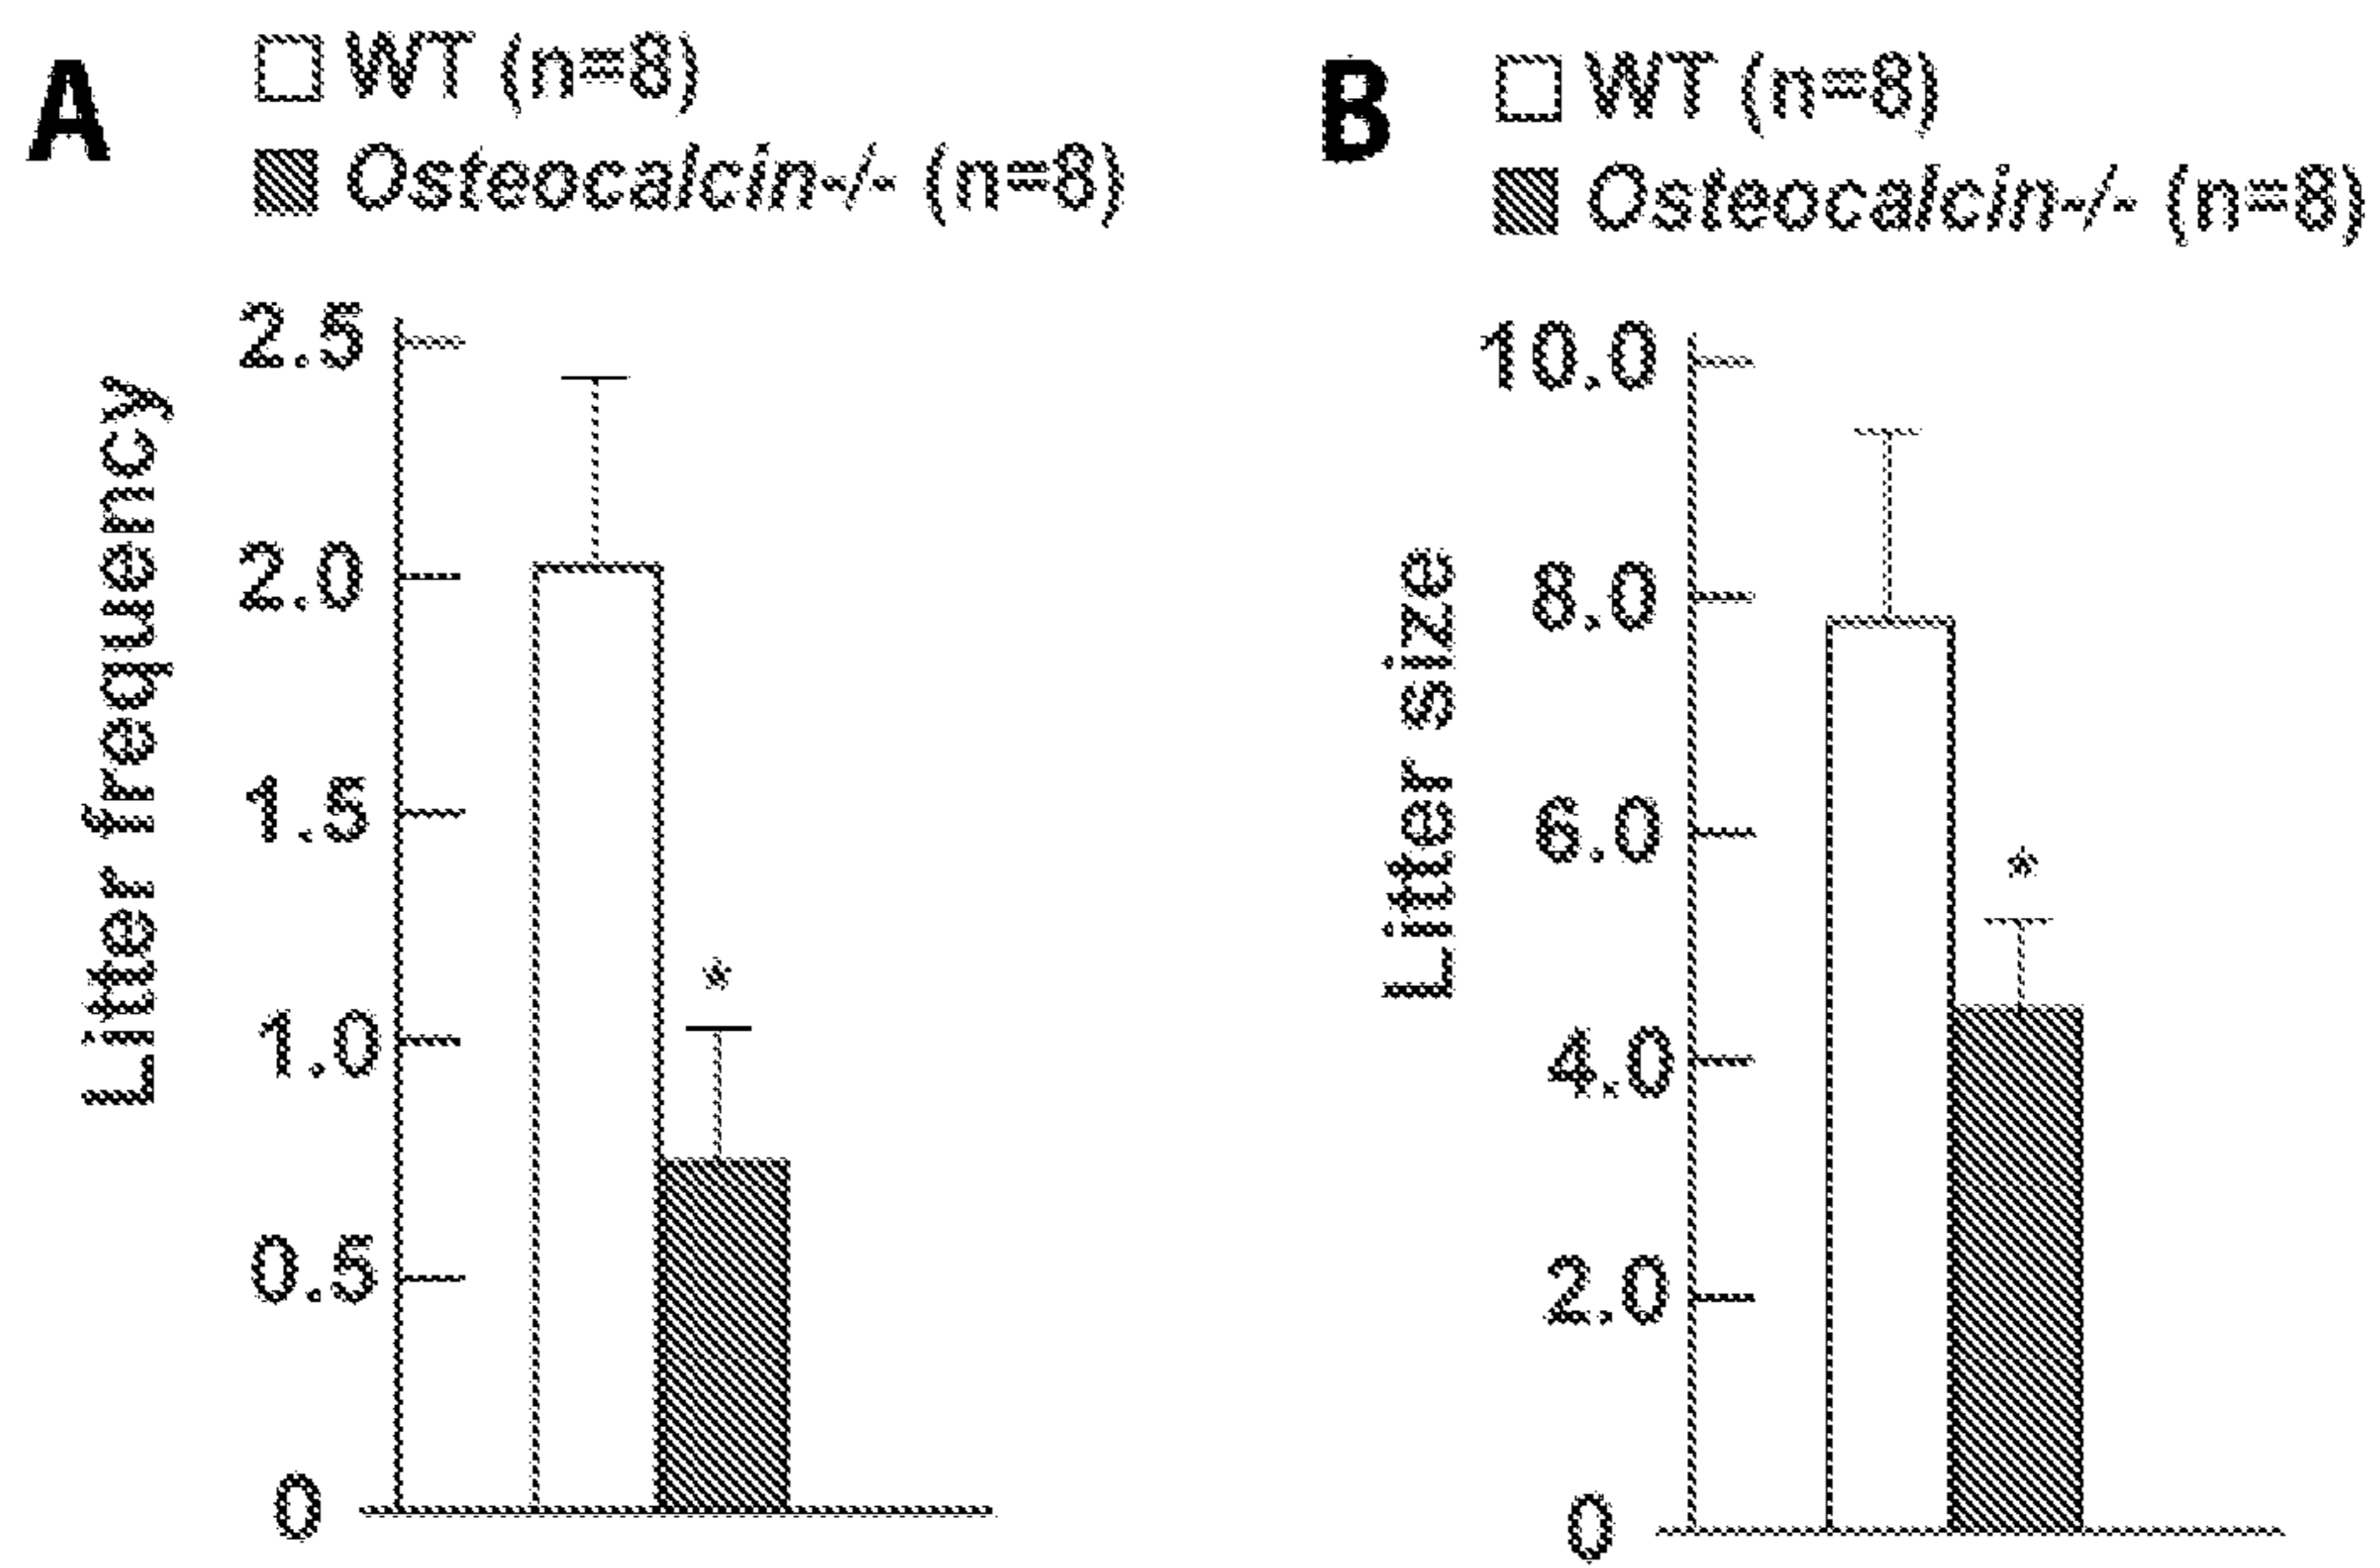 A
WT (n=8)
Osteocalcin-/- (n=8)
Litter frequency
2.5
2.0
1.5
1.0
0.5
0
*
B
WT (n=8)
Osteocalcin-/- (n=8)
Litter size
10.0
8.0
6.0
4.0
2.0
0
*